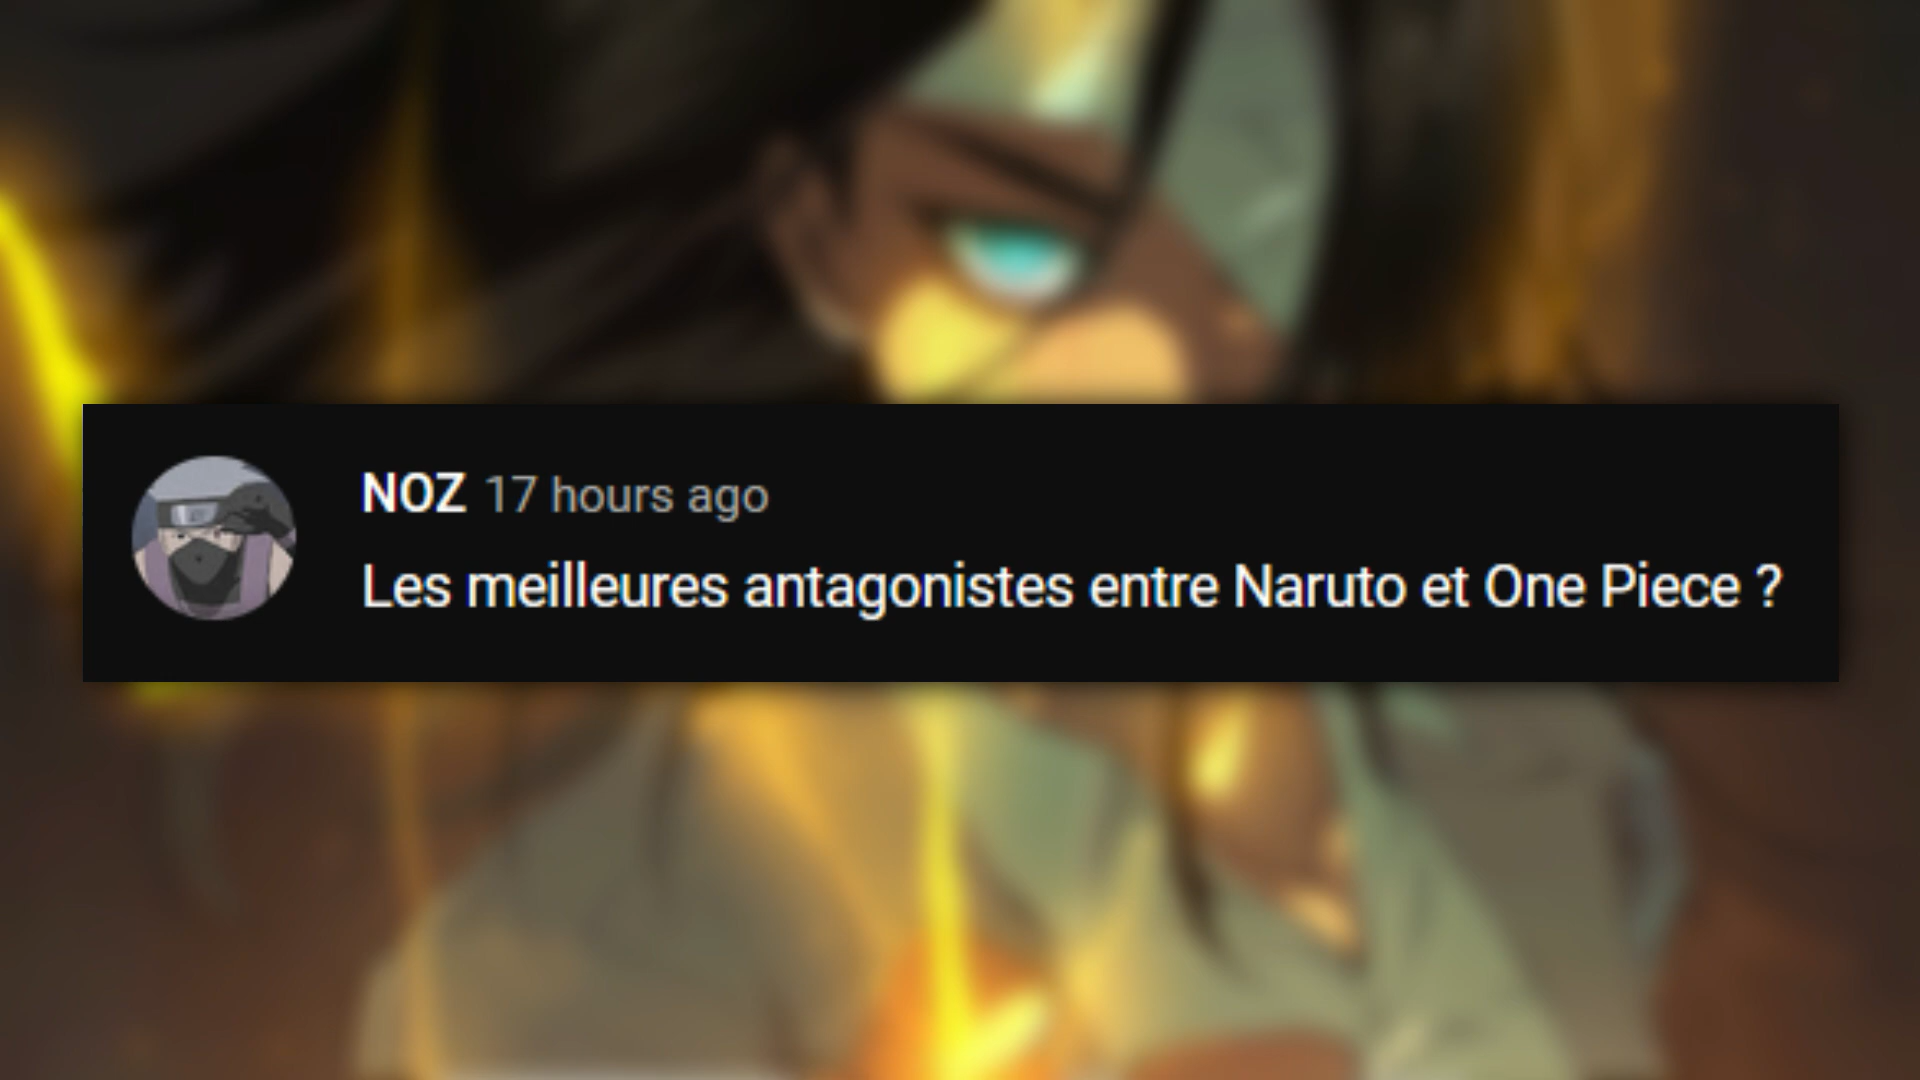 NOZ 17 hours ago
Les meilleures antagonistes entre Naruto et One Piece ?